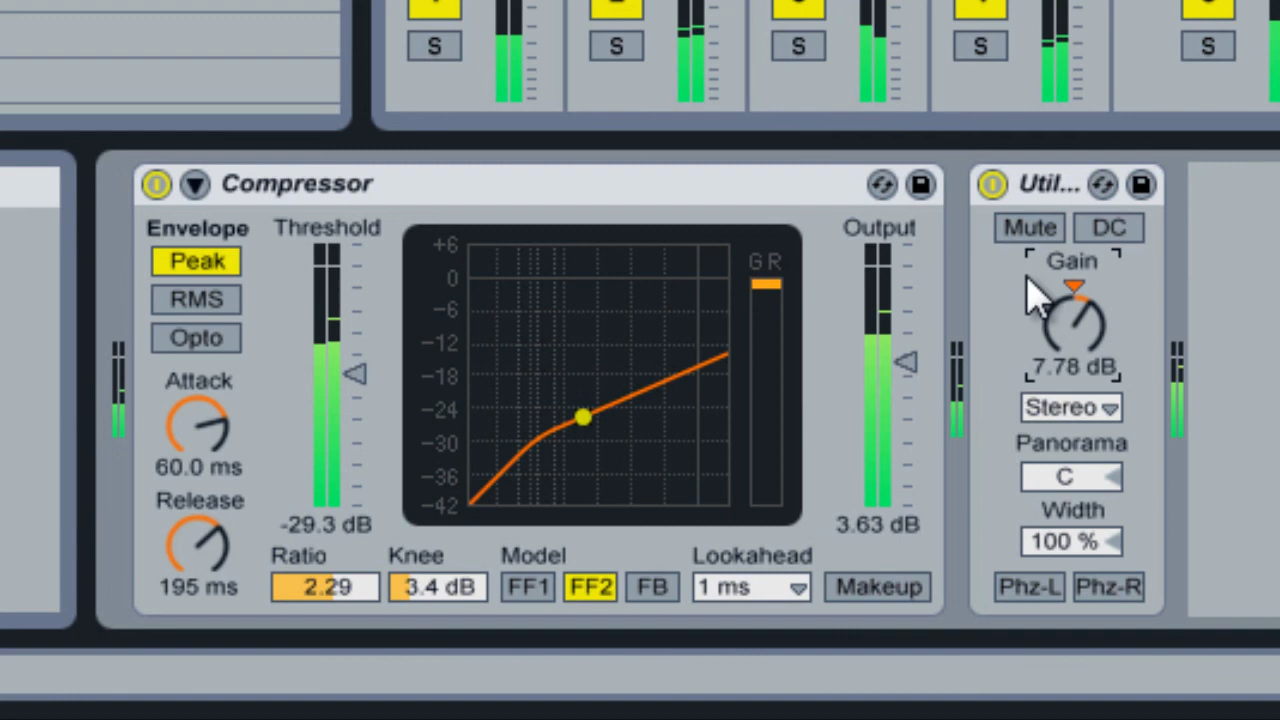 S S S S S
Compressor
Util...
Envelope
Threshold
Output
Mute DC
Peak
RMS
Opto
+6
0
-6
-12
-18
-24
-30
-36
-42
GR
Gain
7.78 dB
Attack
60.0 ms
Release
195 ms
-29.3 dB
3.63 dB
Stereo
Panorama
C
Width
100 %
Ratio
Knee
Model
Lookahead
2.29
3.4 dB
FF1 FF2 FB
1 ms
Makeup
Phz-L Phz-R